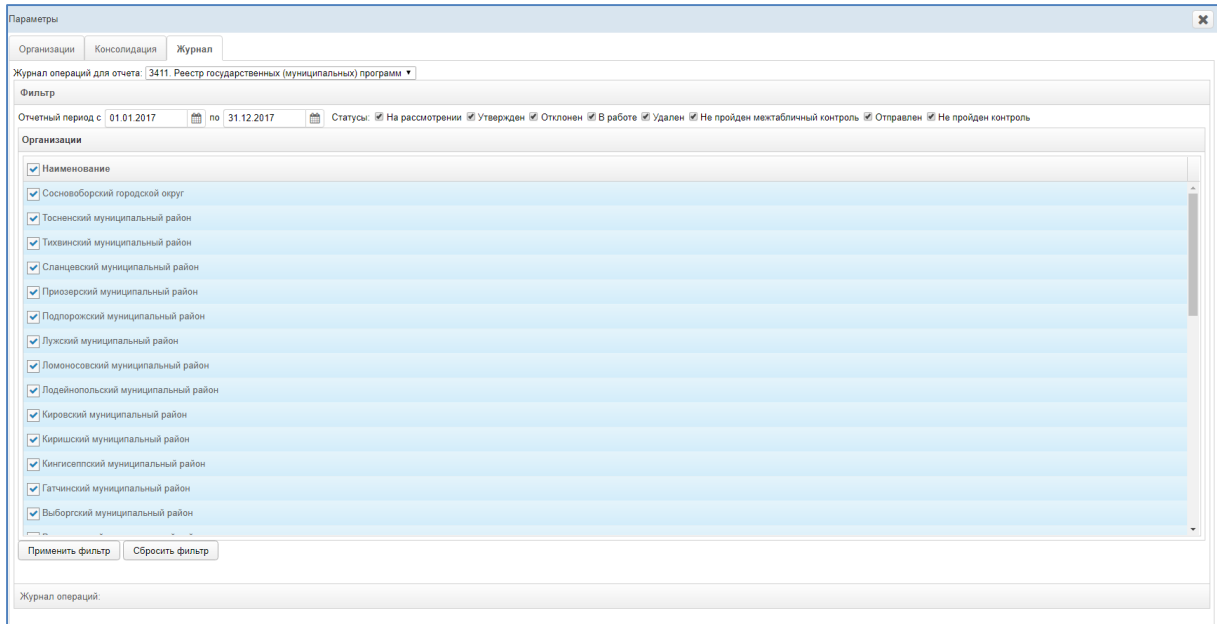 Параметры
Организации Консолидация Журнал
Журнал операций для отчета: 3411. Реестр государственных (муниципальных) программ
Фильтр
Отчетный период с 01.01.2017 по 31.12.2017 Статусы: На рассмотрении Утвержден Отклонен В работе Удален Не пройден межтабличный контроль Отправлен Не пройден контроль
Организации
Наименование
Сосновоборский городской округ
Тосненский муниципальный район
Тихвинский муниципальный район
Сланцевский муниципальный район
Приозерский муниципальный район
Подпорожский муниципальный район
Лужский муниципальный район
Ломоносовский муниципальный район
Лодейнопольский муниципальный район
Кировский муниципальный район
Киришский муниципальный район
Кингисеппский муниципальный район
Гатчинский муниципальный район
Выборгский муниципальный район
Применить фильтр Сбросить фильтр
Журнал операций: